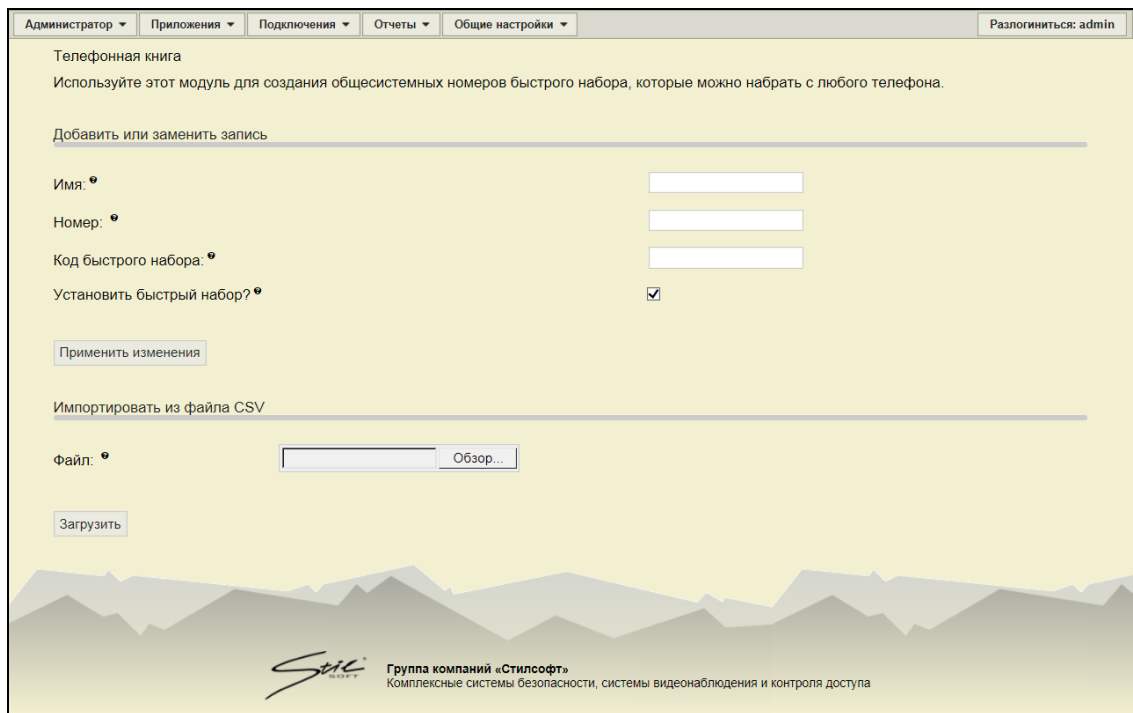 Администратор Приложения Подключения Отчеты Общие настройки Разлогиниться: admin
Телефонная книга
Используйте этот модуль для создания общесистемных номеров быстрого набора, которые можно набрать с любого телефона.
Добавить или заменить запись
Имя:
Номер:
Код быстрого набора:
Установить быстрый набор?
Применить изменения
Импортировать из файла CSV
Файл: Обзор...
Загрузить
Stil
SOFT
Группа компаний «Стилсофт»
Комплексные системы безопасности, системы видеонаблюдения и контроля доступа